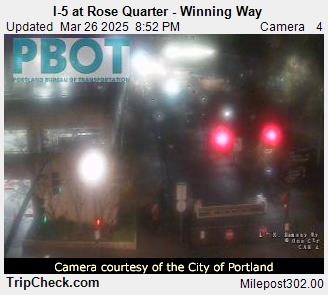 I-5 at Rose Quarter - Winning Way
Updated Mar 26 2025 8:52 PM Camera 4
PBOT
PORTLAND BUREAU OF TRANSPORTATION
Camera courtesy of the City of Portland
TripCheck.com Milepost302.00